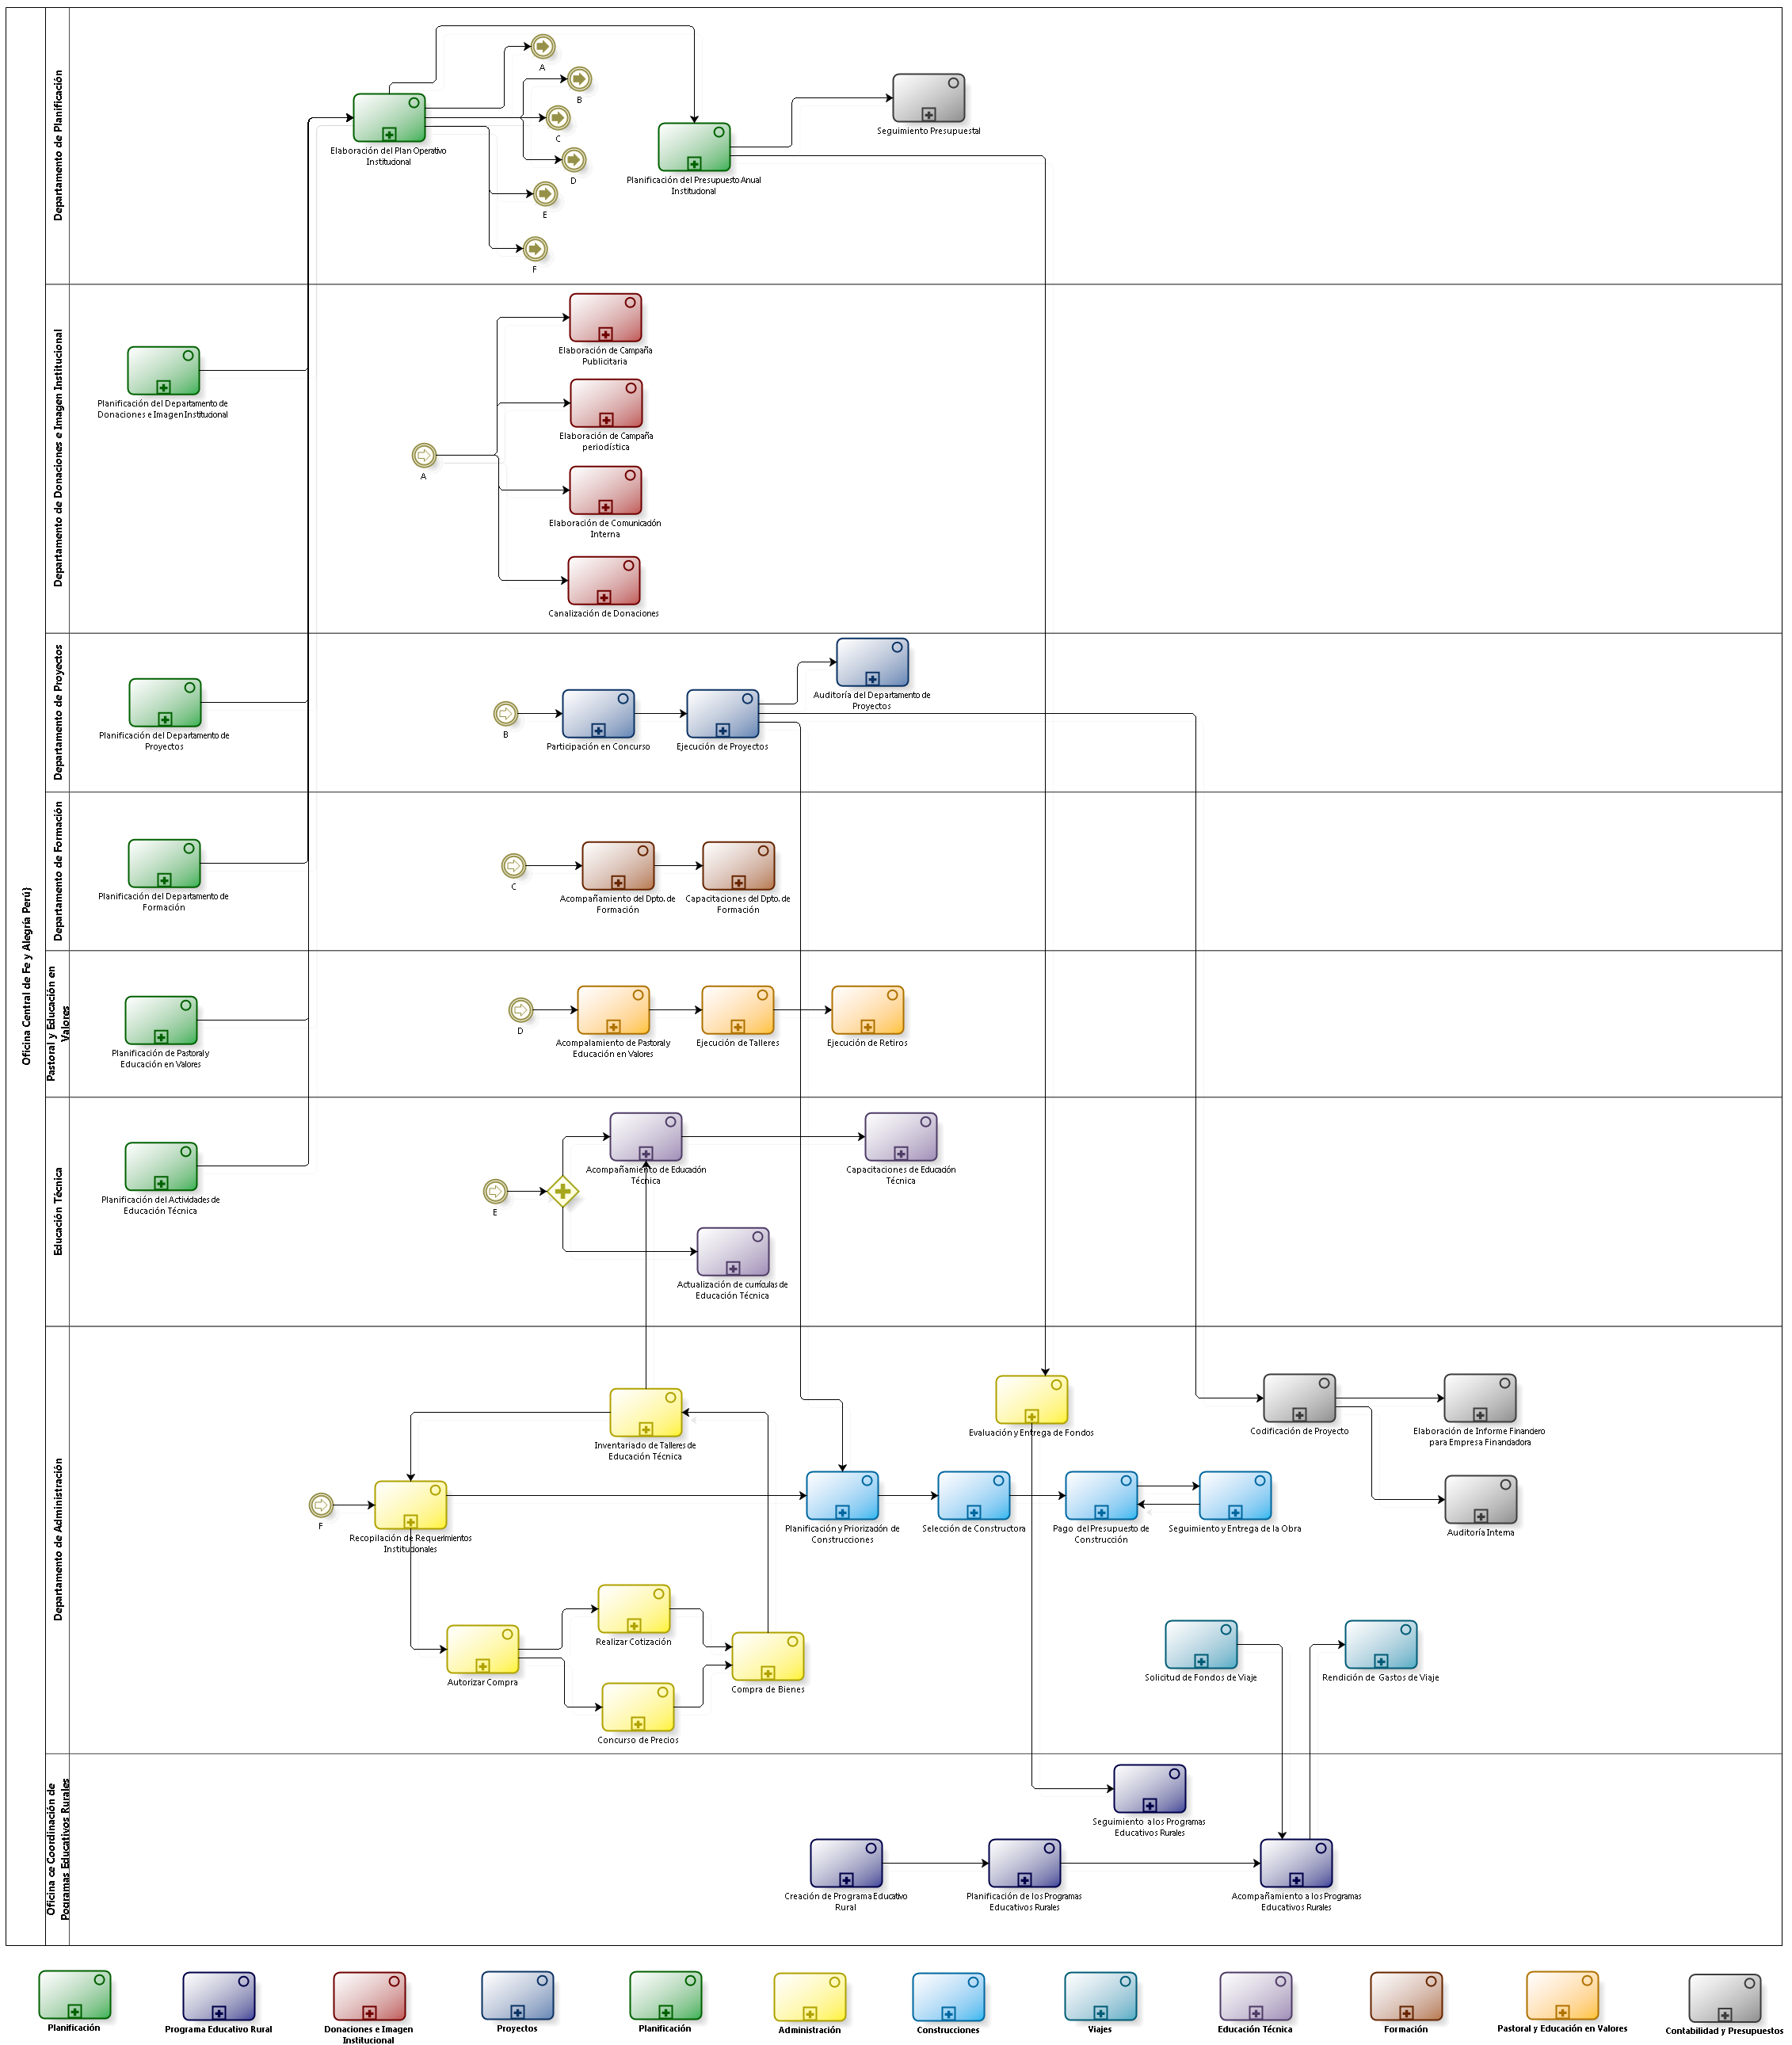 Oficina Central de Fe y Alegría Perú}
Departamento de Planificación
A
B
C
D
E
F
Elaboración del Plan Operativo
Institucional
Planificación del Presupuesto Anual
Institucional
Seguimiento Presupuestal
Departamento de Donaciones e Imagen Institucional
Planificación del Departamento de
Donaciones e Imagen Institucional
A
Elaboración de Campaña
Publicitaria
Elaboración de Campaña
periodística
Elaboración de Comunicación
Interna
Canalización de Donaciones
Departamento de Proyectos
Planificación del Departamento de
Proyectos
B
Participación en Concurso
Ejecución de Proyectos
Auditoría del Departamento de
Proyectos
Departamento de Formación
Planificación del Departamento de
Formación
C
Acompañamiento del Dpto. de
Formación
Capacitaciones del Dpto. de
Formación
Pastoral y Educación en
Valores
Planificación de Pastoral y
Educación en Valores
D
Acompalamiento de Pastoral y
Educación en Valores
Ejecución de Talleres
Ejecución de Retiros
Educación Técnica
Planificación del Actividades de
Educación Técnica
E
Acompañamiento de Educación
Técnica
Capacitaciones de Educación
Técnica
Actualización de currículas de
Educación Técnica
Departamento de Administración
Inventariado de Talleres de
Educación Técnica
Evaluación y Entrega de Fondos
Codificación de Proyecto
Elaboración de Informe Financiero
para Empresa Financiadora
F
Recopilación de Requerimientos
Institucionales
Planificación y Priorización de
Construcciones
Selección de Constructora
Pago del Presupuesto de
Construcción
Seguimiento y Entrega de la Obra
Auditoría Interna
Autorizar Compra
Realizar Cotización
Concurso de Precios
Compra de Bienes
Solicitud de Fondos de Viaje
Rendición de Gastos de Viaje
Oficina de Coordinación de
Programas Educativos Rurales
Seguimiento a los Programas
Educativos Rurales
Creación de Programa Educativo
Rural
Planificación de los Programas
Educativos Rurales
Acompañamiento a los Programas
Educativos Rurales
Planificación
Programa Educativo Rural
Donaciones e Imagen
Institucional
Proyectos
Planificación
Administración
Construcciones
Viajes
Educación Técnica
Formación
Pastoral y Educación en Valores
Contabilidad y Presupuestos